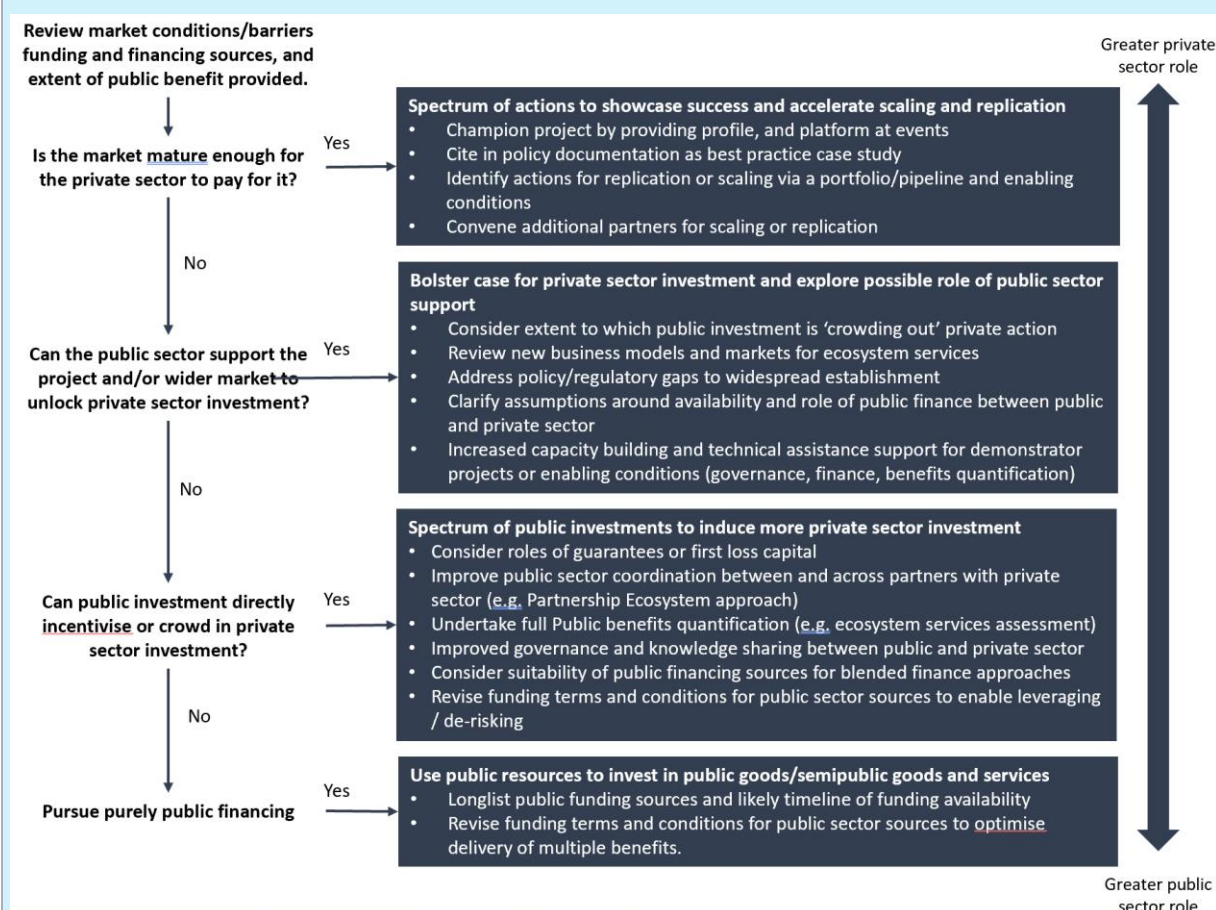 Review market conditions/barriers
funding and financing sources, and
extent of public benefit provided.
Greater private
sector role
Is the market mature enough for
the private sector to pay for it?
Yes
Spectrum of actions to showcase success and accelerate scaling and replication
• Champion project by providing profile, and platform at events
• Cite in policy documentation as best practice case study
• Identify actions for replication or scaling via a portfolio/pipeline and enabling
conditions
• Convene additional partners for scaling or replication
No
Can the public sector support the
project and/or wider market to
unlock private sector investment?
Yes
Bolster case for private sector investment and explore possible role of public sector
support
• Consider extent to which public investment is ‘crowding out’ private action
• Review new business models and markets for ecosystem services
• Address policy/regulatory gaps to widespread establishment
• Clarify assumptions around availability and role of public finance between public
and private sector
• Increased capacity building and technical assistance support for demonstrator
projects or enabling conditions (governance, finance, benefits quantification)
No
Can public investment directly
incentivise or crowd in private
sector investment?
Yes
Spectrum of public investments to induce more private sector investment
• Consider roles of guarantees or first loss capital
• Improve public sector coordination between and across partners with private
sector (e.g. Partnership Ecosystem approach)
• Undertake full Public benefits quantification (e.g. ecosystem services assessment)
• Improved governance and knowledge sharing between public and private sector
• Consider suitability of public financing sources for blended finance approaches
• Revise funding terms and conditions for public sector sources to enable leveraging
/ de-risking
No
Pursue purely public financing
Yes
Use public resources to invest in public goods/semipublic goods and services
• Longlist public funding sources and likely timeline of funding availability
• Revise funding terms and conditions for public sector sources to optimise
delivery of multiple benefits.
Greater public
sector role